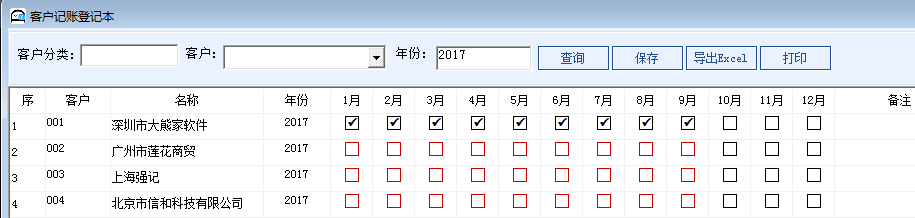 客户记账登记本
客户分类: 客户: 年份: 2017 查询 保存 导出Excel 打印
序 客户 名称 年份 1月 2月 3月 4月 5月 6月 7月 8月 9月 10月 11月 12月 备注
1 001 深圳市大熊家软件 2017
2 002 广州市莲花商贸 2017
3 003 上海强记 2017
4 004 北京市信和科技有限公司 2017